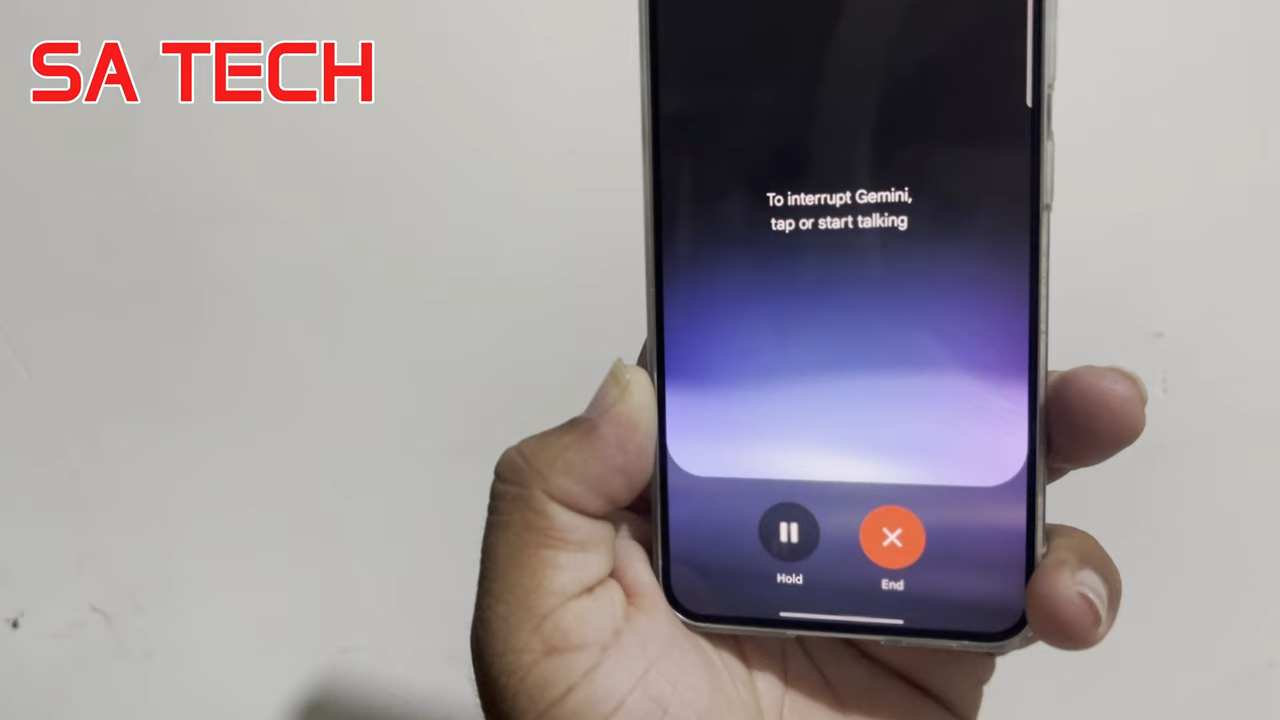 SA TECH
To interrupt Gemini,
tap or start talking
Hold
End